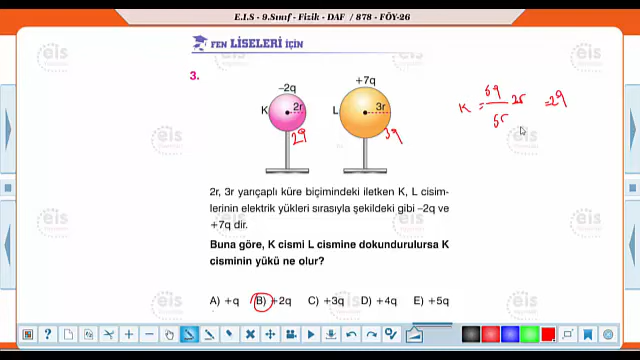 E.I.S - 9.Sınıf - Fizik - DAF / 878 - FÖY-26
FEN LİSELERİ İÇİN
3.
−2q
+7q
K
2r
L
3r
2q
3q
K = 5q/5r 2r = 2q
2r, 3r yarıçaplı küre biçimindeki iletken K, L cisim-
lerinin elektrik yükleri sırasıyla şekildeki gibi −2q ve
+7q dir.
Buna göre, K cismi L cismine dokundurulursa K
cisminin yükü ne olur?
A) +q B) +2q C) +3q D) +4q E) +5q
eis